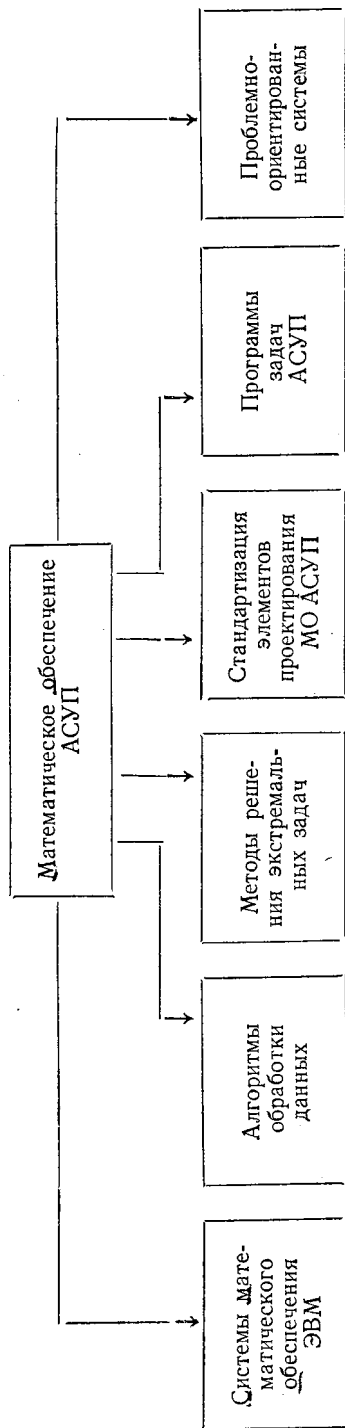 Математическое обеспечение
АСУП
Системы мате-
матического
обеспечения
ЭВМ
Алгоритмы
обработки
данных
Методы реше-
ния экстремаль-
ных задач
Стандартизация
элементов
проектирования
МО АСУП
Программы
задач
АСУП
Проблемно-
ориентирован-
ные системы